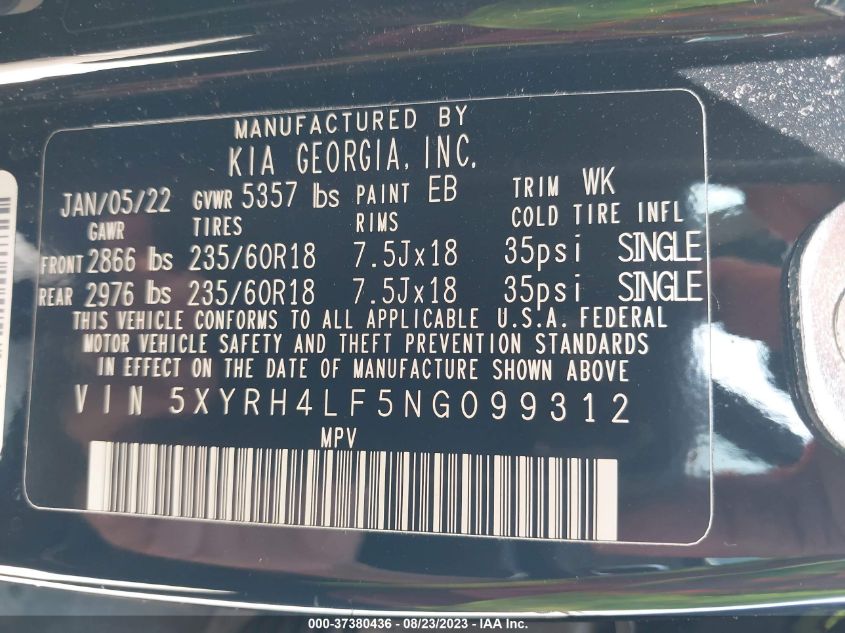 MANUFACTURED BY
KIA GEORGIA, INC.
JAN/05/22 GVWR 5357 lbs PAINT EB TRIM WK
GAWR TIRES RIMS COLD TIRE INFL
FRONT 2866 lbs 235/60R18 7.5Jx18 35psi SINGLE
REAR 2976 lbs 235/60R18 7.5Jx18 35psi SINGLE
THIS VEHICLE CONFORMS TO ALL APPLICABLE U.S.A. FEDERAL
MOTOR VEHICLE SAFETY AND THEFT PREVENTION STANDARDS
IN EFFECT ON THE DATE OF MANUFACTURE SHOWN ABOVE
VIN 5XYRH4LF5NG099312
MPV
000-37380436 - 08/23/2023 - IAA Inc.